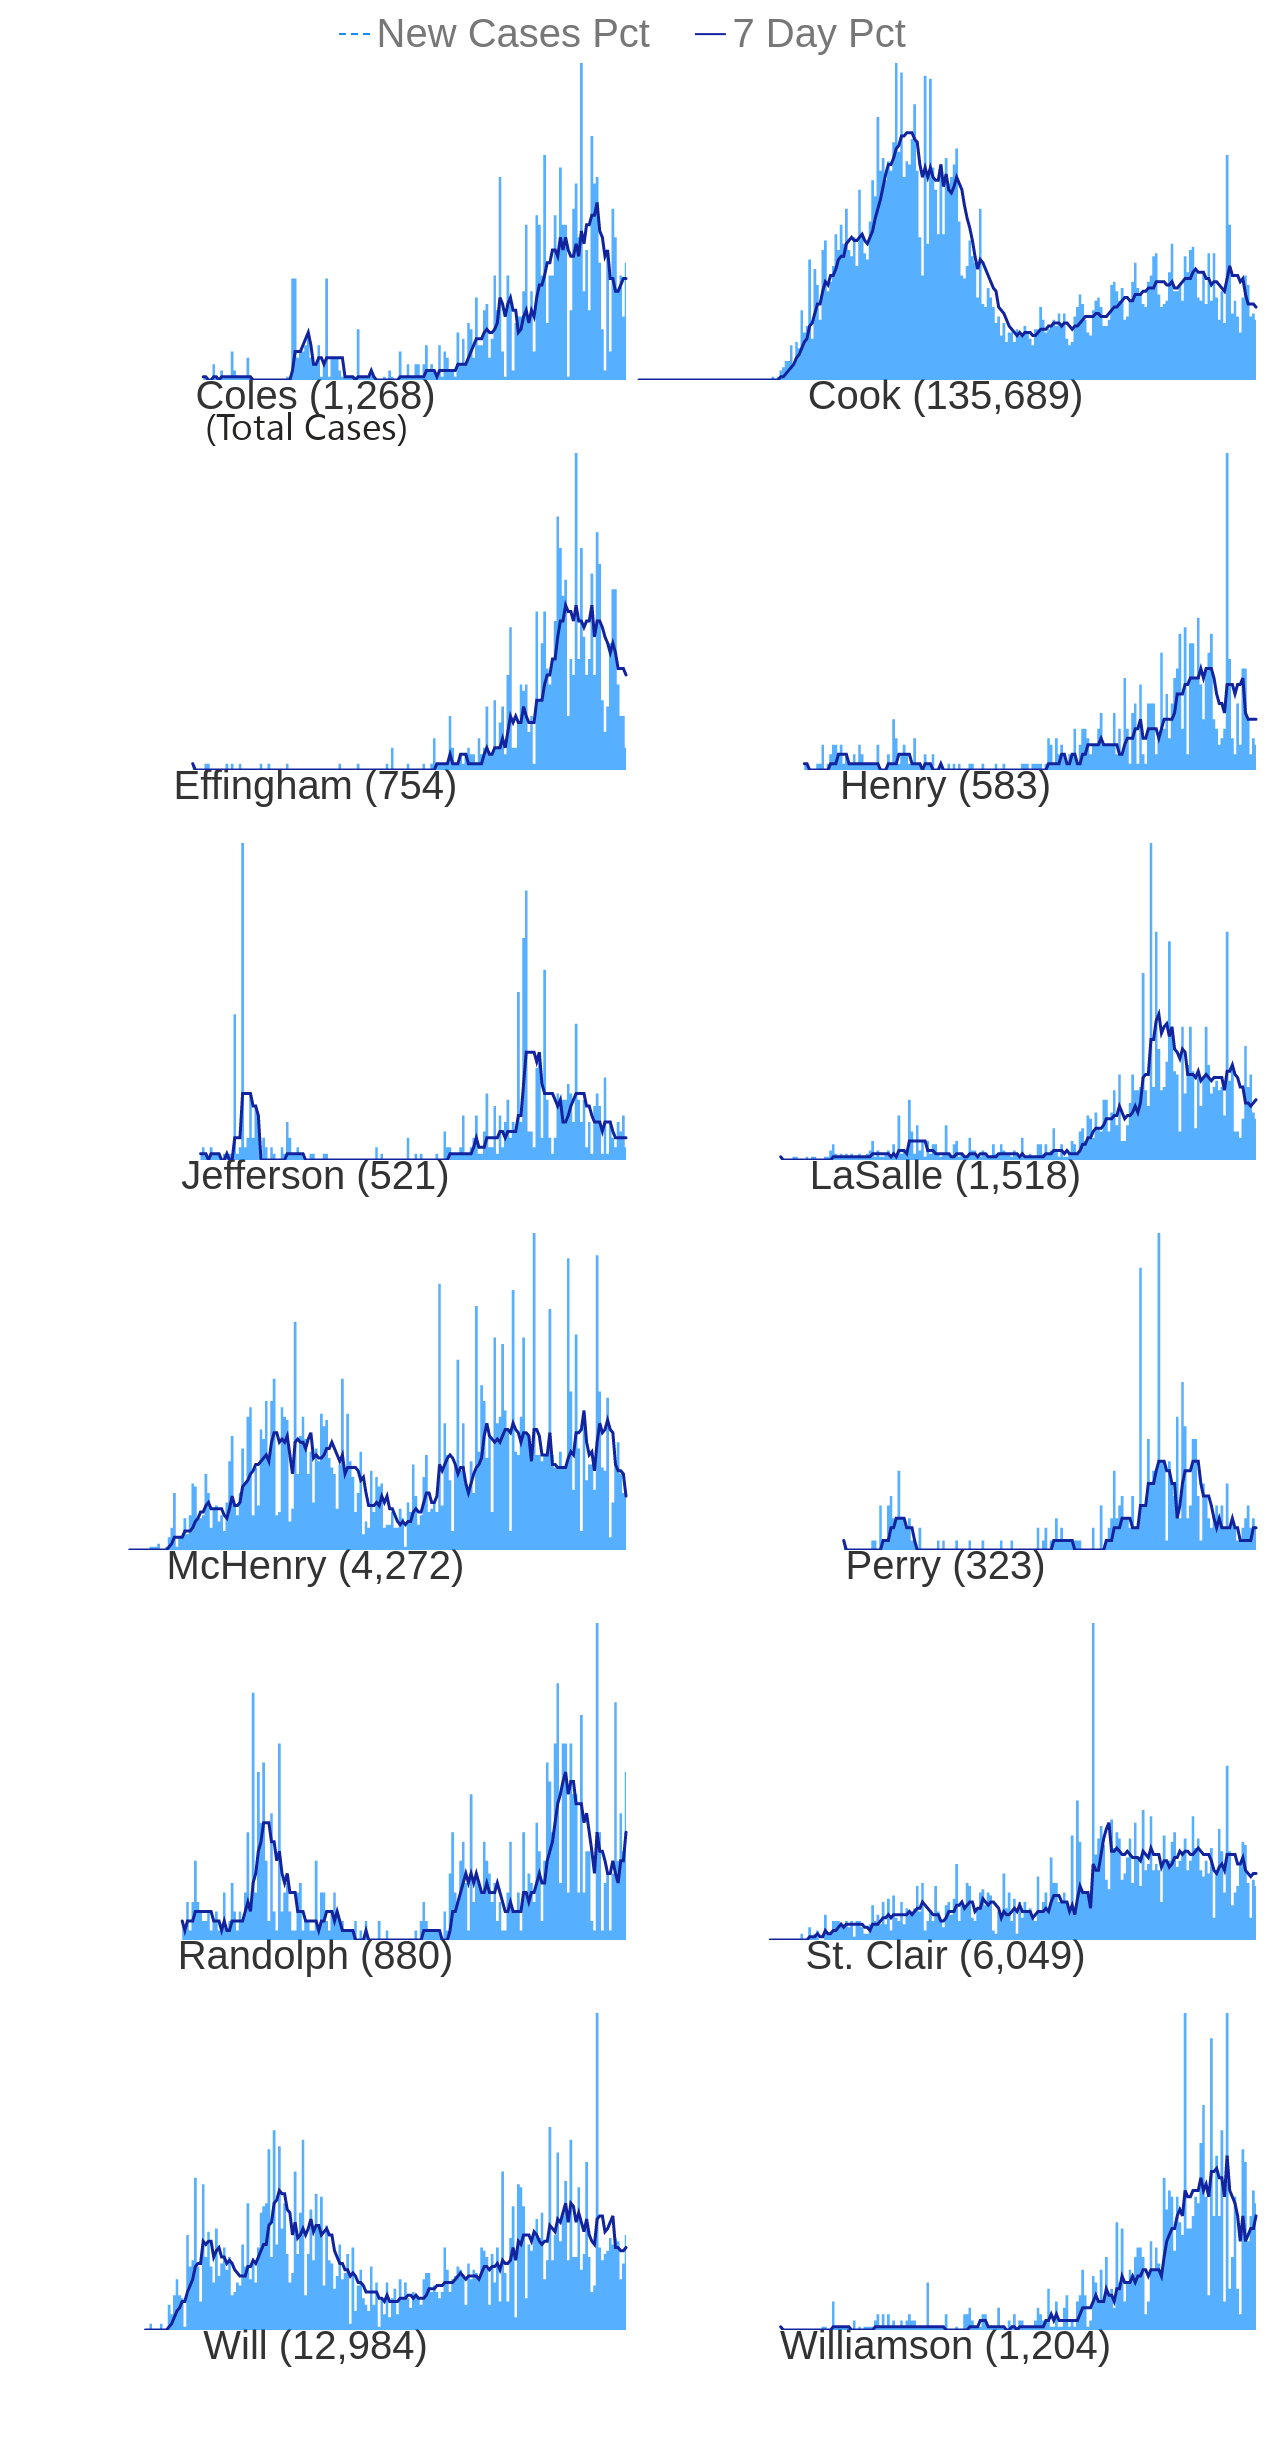 New Cases Pct 7 Day Pct
Coles (1,268) Cook (135,689)
(Total Cases)
Effingham (754) Henry (583)
Jefferson (521) LaSalle (1,518)
McHenry (4,272) Perry (323)
Randolph (880) St. Clair (6,049)
Will (12,984) Williamson (1,204)